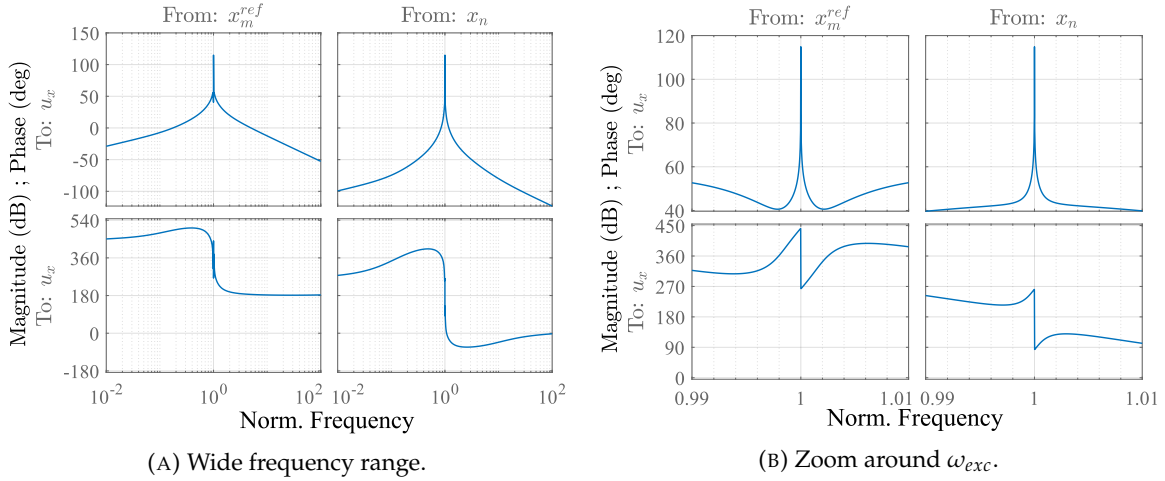 From: x_m^ref
From: x_n
Magnitude (dB) ; Phase (deg)
To: u_x
To: u_x
150
100
50
0
-50
-100
540
360
180
0
-180
10^-2
10^0
10^2
10^-2
10^0
10^2
Norm. Frequency
(A) Wide frequency range.
From: x_m^ref
From: x_n
Magnitude (dB) ; Phase (deg)
To: u_x
To: u_x
120
100
80
60
40
450
360
270
180
90
0
0.99
1
1.01
0.99
1
1.01
Norm. Frequency
(B) Zoom around ω_exc.